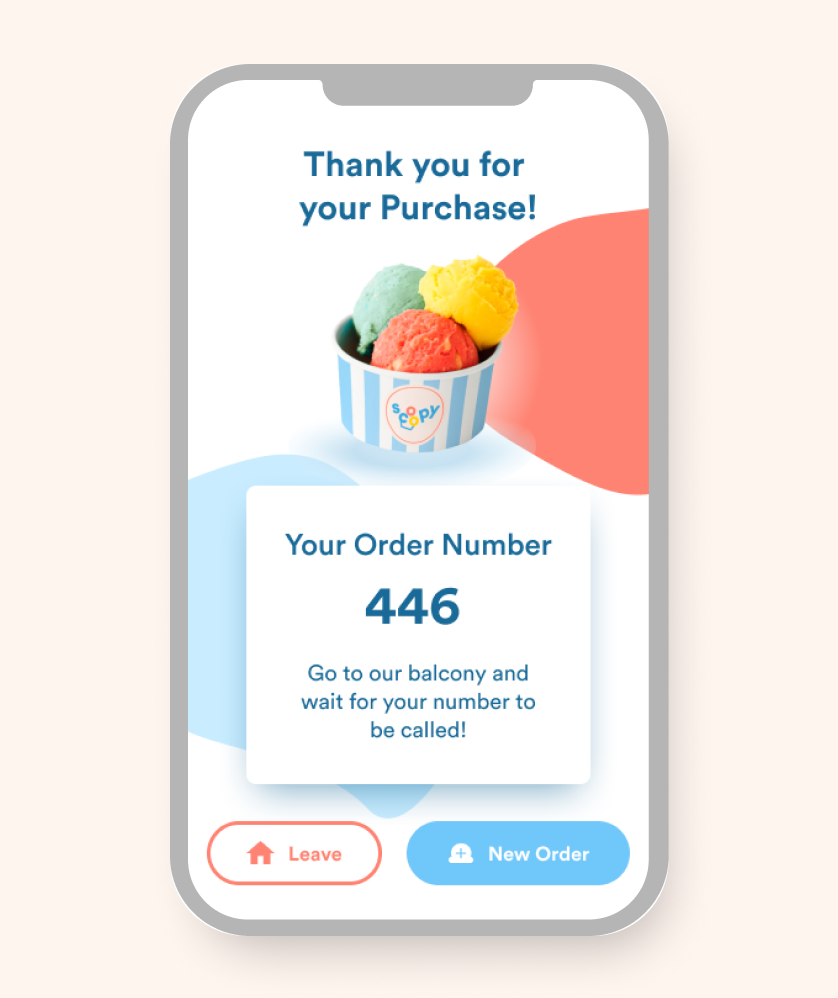 Thank you for
your Purchase!
scoopy
Your Order Number
446
Go to our balcony and
wait for your number to
be called!
Leave
New Order